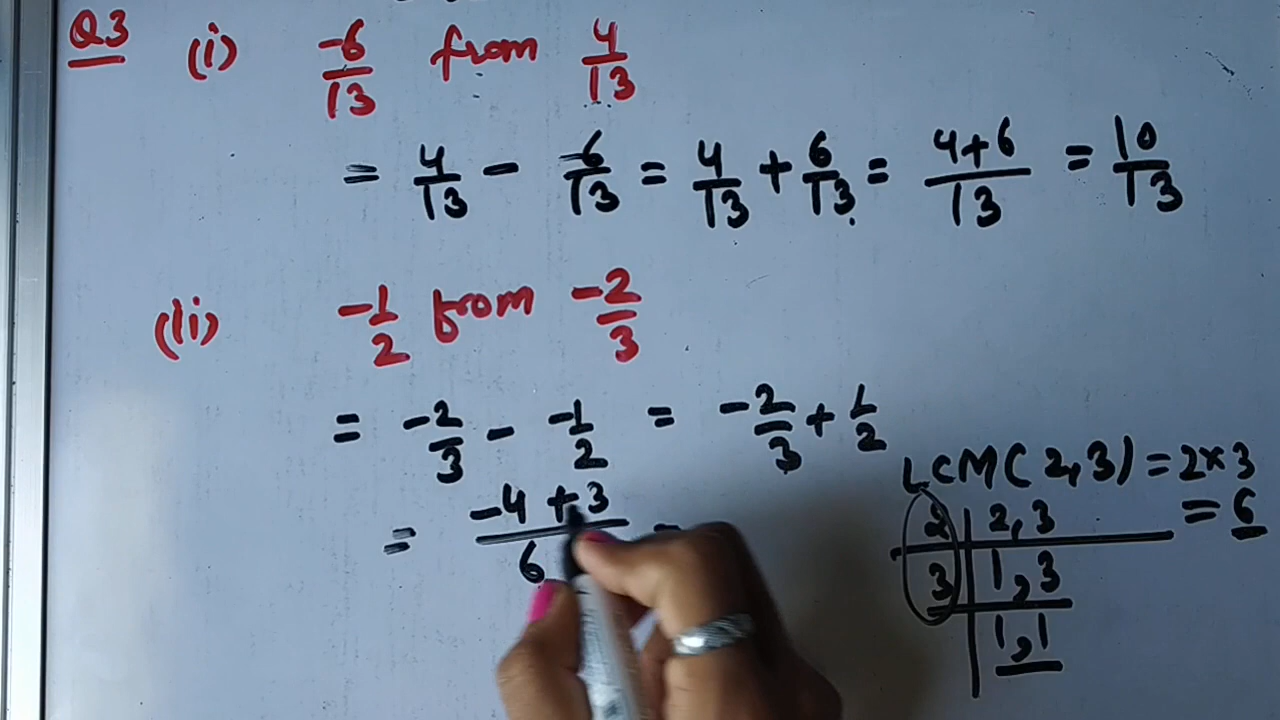 Q3 (i) -6/13 from 4/13
= 4/13 - -6/13 = 4/13 + 6/13 = 4+6/13 = 10/13
(ii) -1/2 from -2/3
= -2/3 - -1/2 = -2/3 + 1/2
LCM(2,3) = 2×3
= 6
2 | 2,3
3 | 1,3
| 1,1
= -4+3/6 =